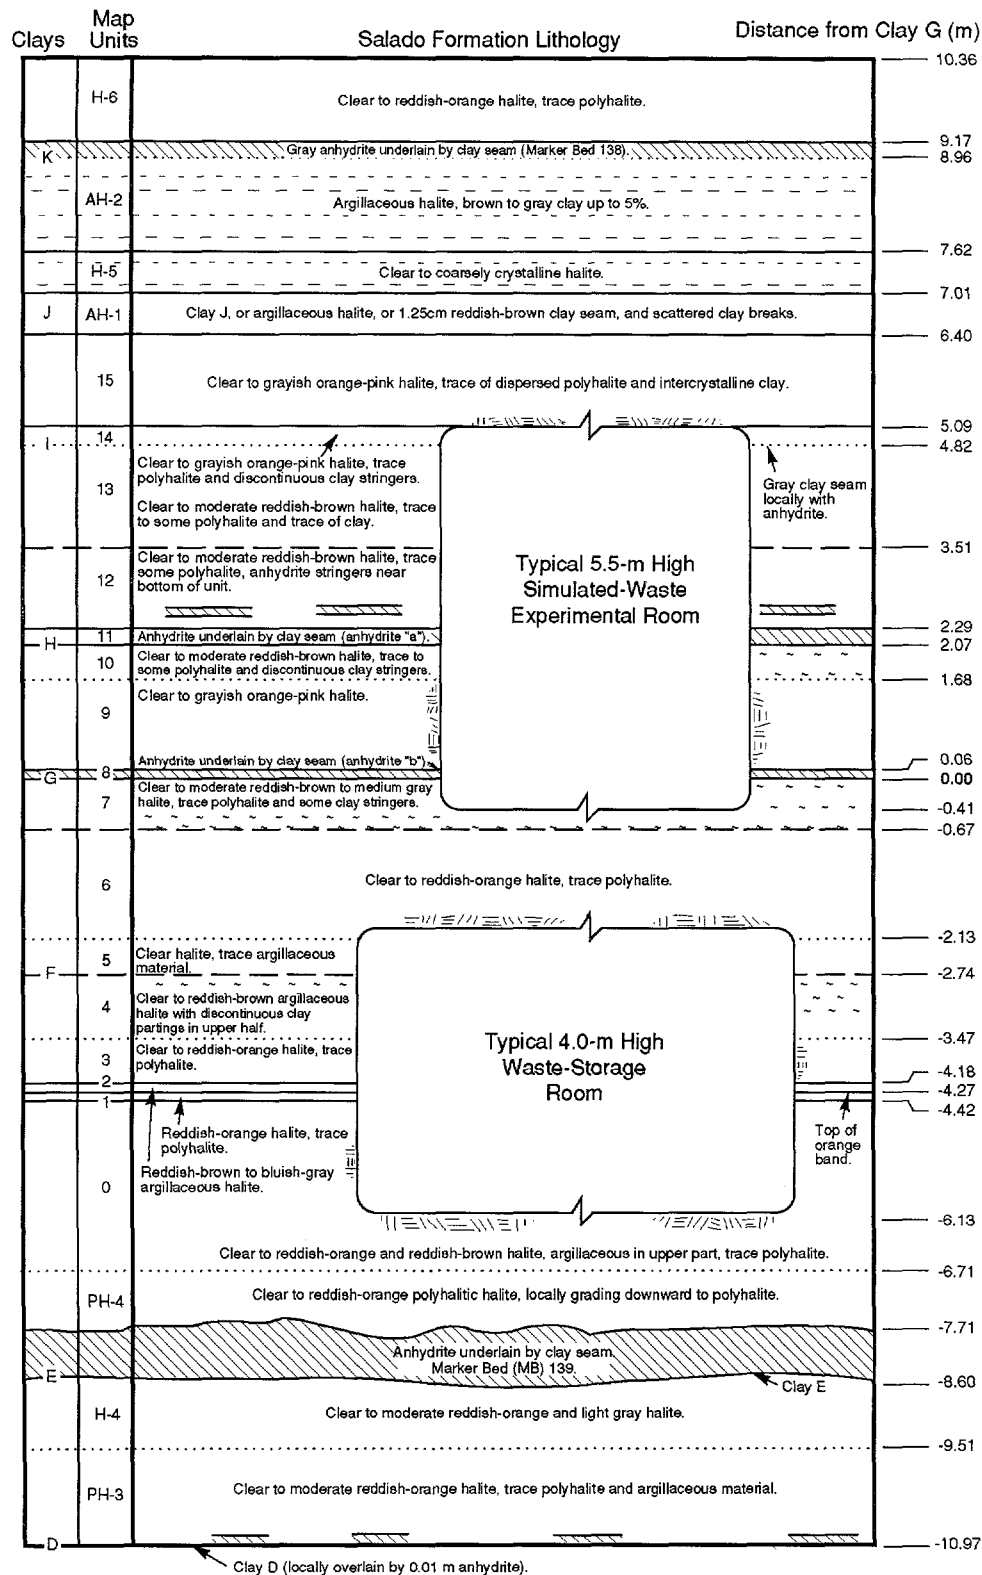 Clays
Map
Units
Salado Formation Lithology
Distance from Clay G (m)
10.36
H-6
Clear to reddish-orange halite, trace polyhalite.
9.17
K
Gray anhydrite underlain by clay seam (Marker Bed 138).
8.96
AH-2
Argillaceous halite, brown to gray clay up to 5%.
7.62
H-5
Clear to coarsely crystalline halite.
7.01
J
AH-1
Clay J, or argillaceous halite, or 1.25cm reddish-brown clay seam, and scattered clay breaks.
6.40
15
Clear to grayish orange-pink halite, trace of dispersed polyhalite and intercrystalline clay.
5.09
14
I
4.82
Clear to grayish orange-pink halite, trace
polyhalite and discontinuous clay stringers.
13
Clear to moderate reddish-brown halite, trace
to some polyhalite and trace of clay.
Gray clay seam
locally with
anhydrite.
3.51
Clear to moderate reddish-brown halite, trace
some polyhalite, anhydrite stringers near
bottom of unit.
12
Typical 5.5-m High
Simulated-Waste
Experimental Room
2.29
11
Anhydrite underlain by clay seam (anhydrite "a").
H
2.07
10
Clear to moderate reddish-brown halite, trace to
some polyhalite and discontinuous clay stringers.
1.68
9
Clear to grayish orange-pink halite.
0.06
8
Anhydrite underlain by clay seam (anhydrite "b")
G
0.00
7
Clear to moderate reddish-brown to medium gray
halite, trace polyhalite and some clay stringers.
-0.41
-0.67
6
Clear to reddish-orange halite, trace polyhalite.
-2.13
5
Clear halite, trace argillaceous
material.
F
-2.74
4
Clear to reddish-brown argillaceous
halite with discontinuous clay
partings in upper half.
-3.47
3
Clear to reddish-orange halite, trace
polyhalite.
Typical 4.0-m High
Waste-Storage
Room
-4.18
2
-4.27
1
-4.42
Reddish-orange halite, trace
polyhalite.
Top of
orange
band.
0
Reddish-brown to bluish-gray
argillaceous halite.
-6.13
Clear to reddish-orange and reddish-brown halite, argillaceous in upper part, trace polyhalite.
-6.71
PH-4
Clear to reddish-orange polyhalitic halite, locally grading downward to polyhalite.
-7.71
Anhydrite underlain by clay seam
Marker Bed (MB) 139.
E
Clay E
-8.60
H-4
Clear to moderate reddish-orange and light gray halite.
-9.51
PH-3
Clear to moderate reddish-orange halite, trace polyhalite and argillaceous material.
D
-10.97
Clay D (locally overlain by 0.01 m anhydrite).